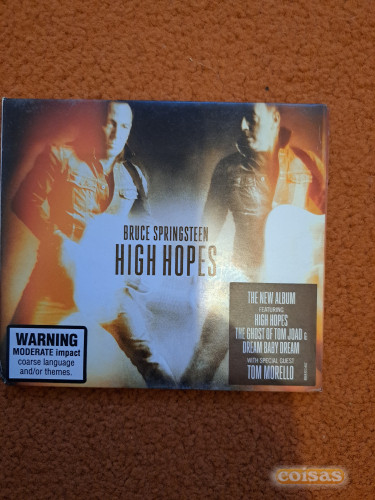 BRUCE SPRINGSTEEN
HIGH HOPES
THE NEW ALBUM
FEATURING
HIGH HOPES
THE GHOST OF TOM JOAD &
DREAM BABY DREAM
WITH SPECIAL GUEST
TOM MORELLO
WARNING
MODERATE impact
coarse language
and/or themes.
coisas